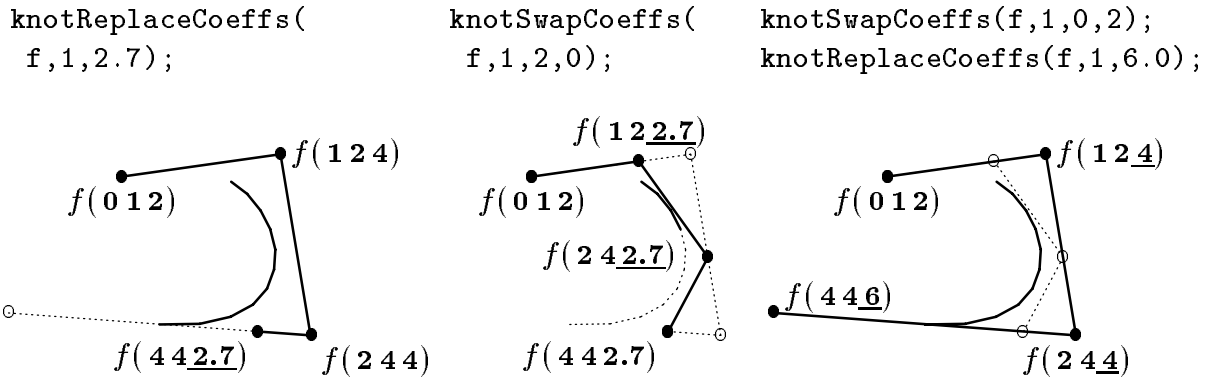 knotReplaceCoeffs(
f,1,2.7);
f(1 2 4)
f(0 1 2)
f(4 4 2.7)
f(2 4 4)
knotSwapCoeffs(
f,1,2,0);
f(1 2 2.7)
f(0 1 2)
f(2 4 2.7)
f(4 4 2.7)
knotSwapCoeffs(f,1,0,2);
knotReplaceCoeffs(f,1,6.0);
f(1 2 4)
f(0 1 2)
f(4 4 6)
f(2 4 4)